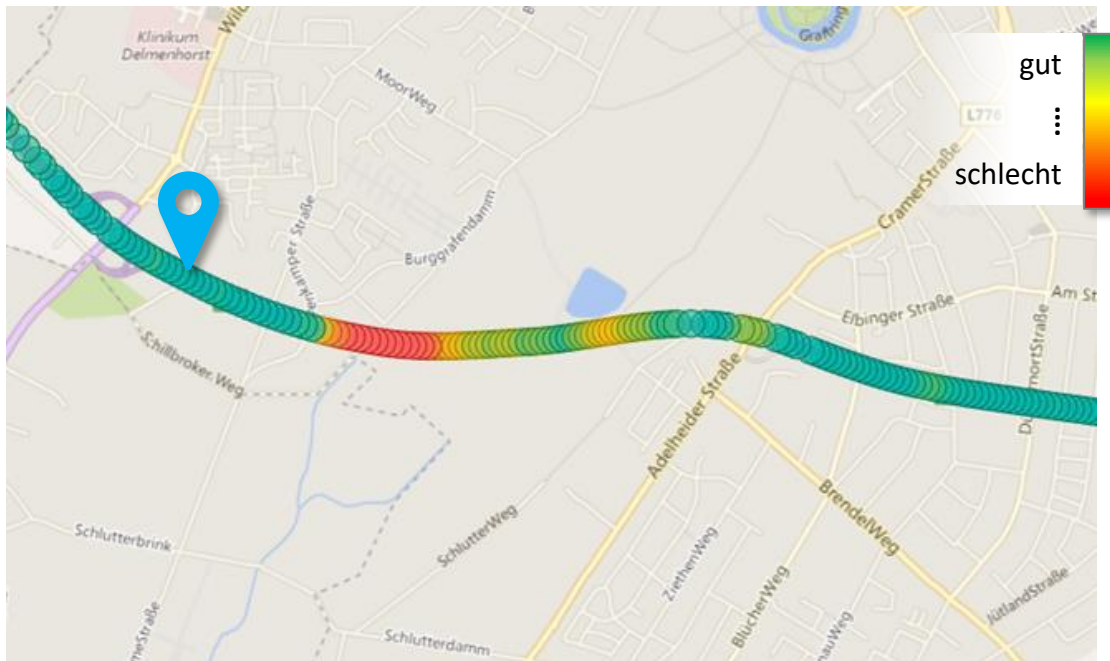 Klinikum
Delmenhorst
MoorWeg
Grafring
gut
L776
schlecht
CramerStraße
Burggrafendamm
Elbinger Straße
Am St
Schillbroker Weg
Adelheider Straße
BrendelWeg
SchlutterWeg
Schlutterbrink
ZiethenWeg
BlücherWeg
JütlandStraße
Schlutterdamm